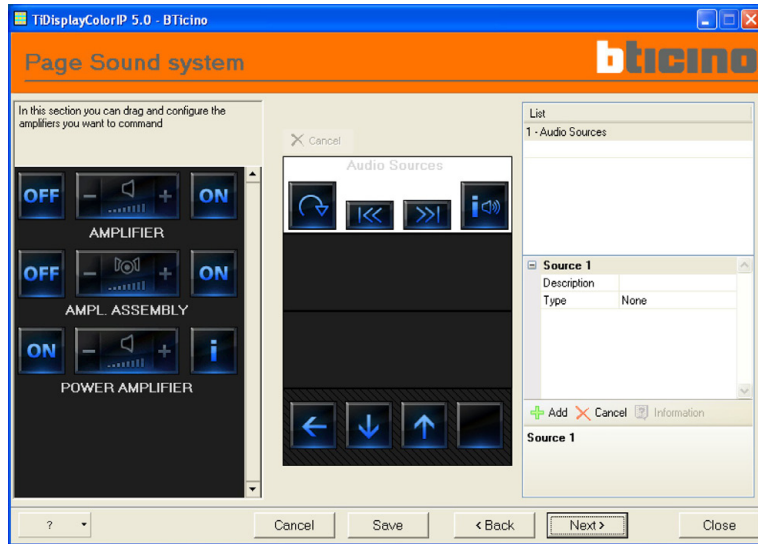 TiDisplayColorIP 5.0 - BTicino
Page Sound system
bticino
In this section you can drag and configure the
amplifiers you want to command
OFF
ON
AMPLIFIER
OFF
ON
AMPL. ASSEMBLY
ON
i
POWER AMPLIFIER
Cancel
Audio Sources
i
List
1 - Audio Sources
Source 1
Description
Type None
Add Cancel Information
Source 1
? Cancel Save < Back Next > Close